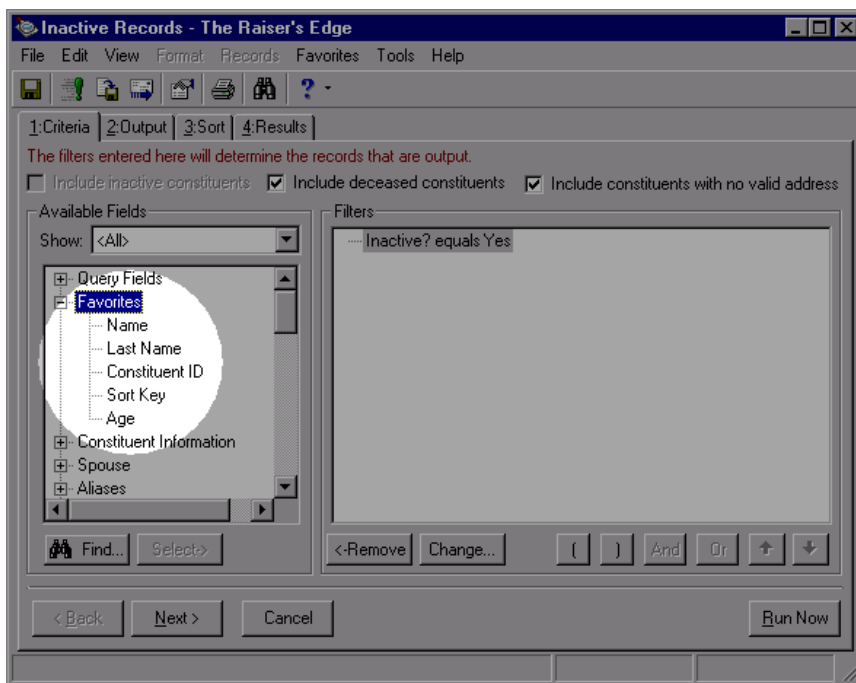 Inactive Records - The Raiser's Edge
File Edit View Format Records Favorites Tools Help
1:Criteria 2:Output 3:Sort 4:Results
The filters entered here will determine the records that are output.
Include inactive constituents Include deceased constituents Include constituents with no valid address
Available Fields
Show: <All>
Query Fields
Favorites
Name
Last Name
Constituent ID
Sort Key
Age
Constituent Information
Spouse
Aliases
Find... Select->
Filters
Inactive? equals Yes
<-Remove Change... ( ) And Or
< Back Next > Cancel Run Now